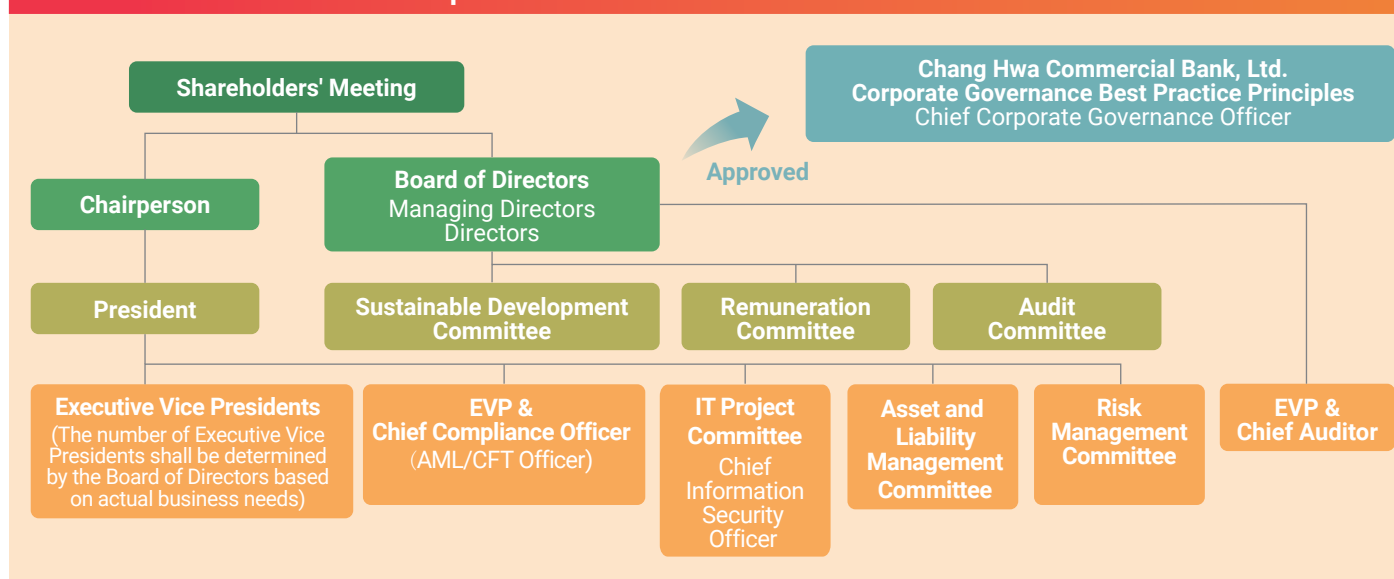 Shareholders' Meeting
Chang Hwa Commercial Bank, Ltd.
Corporate Governance Best Practice Principles
Chief Corporate Governance Officer
Approved
Chairperson
Board of Directors
Managing Directors
Directors
President
Sustainable Development
Committee
Remuneration
Committee
Audit
Committee
Executive Vice Presidents
(The number of Executive Vice
Presidents shall be determined
by the Board of Directors based
on actual business needs)
EVP &
Chief Compliance Officer
(AML/CFT Officer)
IT Project
Committee
Chief
Information
Security
Officer
Asset and
Liability
Management
Committee
Risk
Management
Committee
EVP &
Chief Auditor